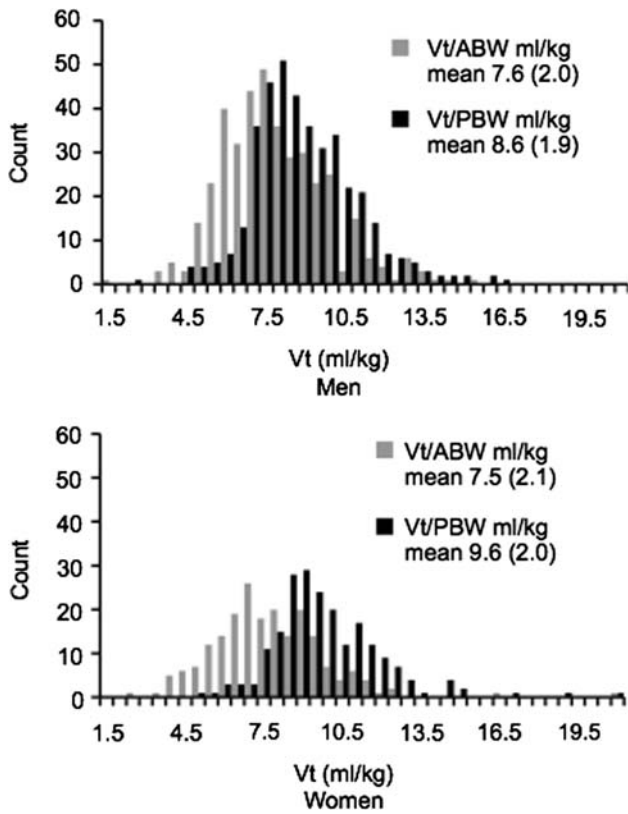 60
50
40
30
20
10
0
Count
Vt/ABW ml/kg
mean 7.6 (2.0)
Vt/PBW ml/kg
mean 8.6 (1.9)
1.5 4.5 7.5 10.5 13.5 16.5 19.5
Vt (ml/kg)
Men
60
50
40
30
20
10
0
Count
Vt/ABW ml/kg
mean 7.5 (2.1)
Vt/PBW ml/kg
mean 9.6 (2.0)
1.5 4.5 7.5 10.5 13.5 16.5 19.5
Vt (ml/kg)
Women